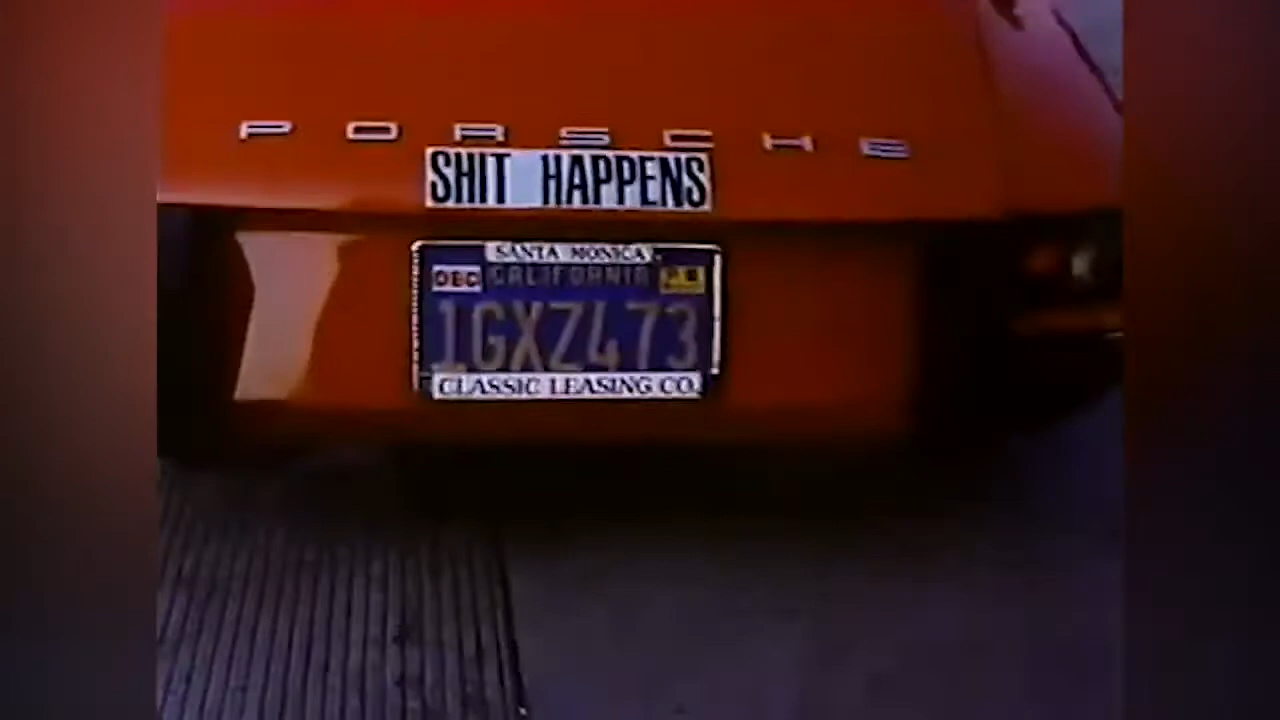 PORSCHE
SHIT HAPPENS
SANTA MONICA
DEC CALIFORNIA
1GXZ473
CLASSIC LEASING CO.